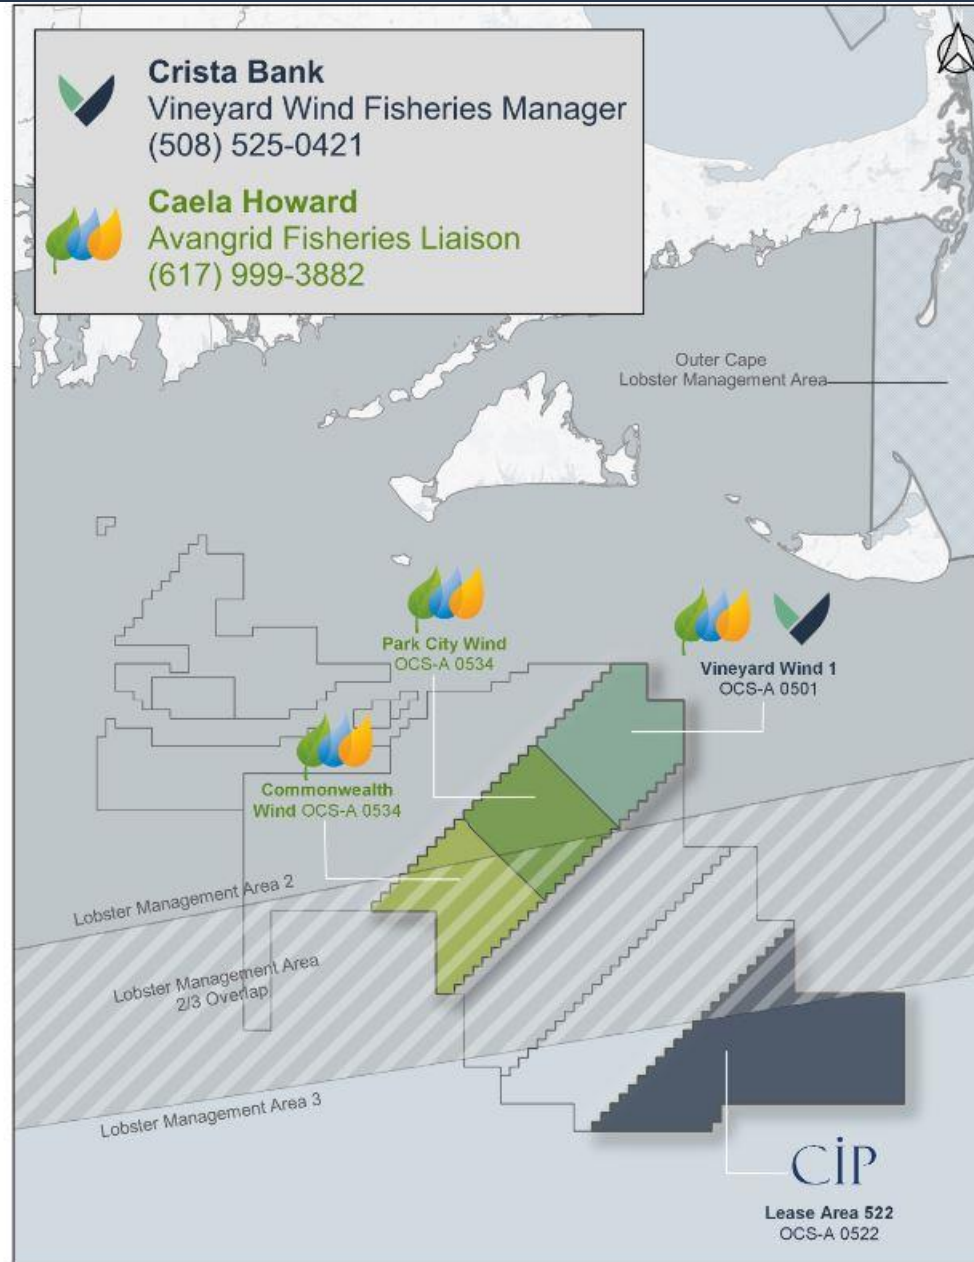 Crista Bank
Vineyard Wind Fisheries Manager
(508) 525-0421
Caela Howard
Avangrid Fisheries Liaison
(617) 999-3882
Outer Cape
Lobster Management Area
Park City Wind
OCS-A 0534
Vineyard Wind 1
OCS-A 0501
Commonwealth
Wind OCS-A 0534
Lobster Management Area 2
Lobster Management Area
2/3 Overlap
Lobster Management Area 3
CIP
Lease Area 522
OCS-A 0522